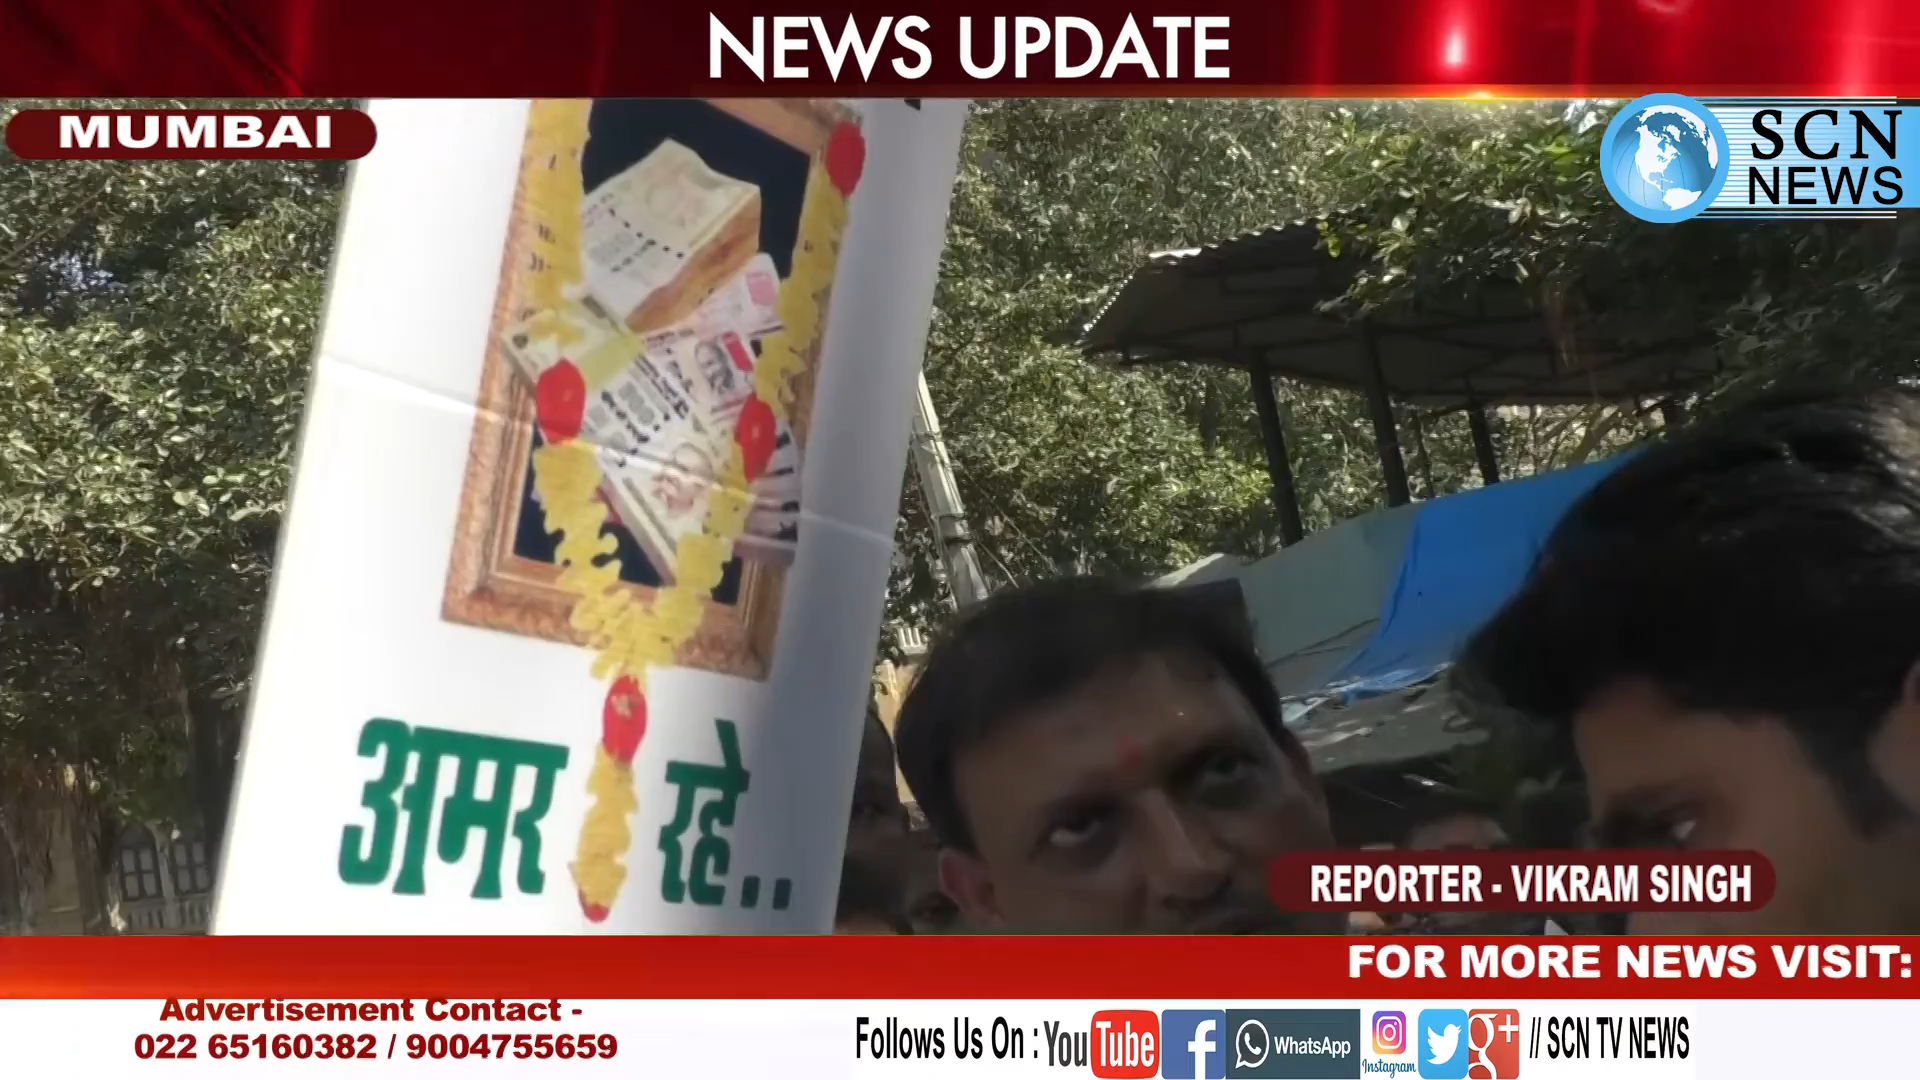 NEWS UPDATE
MUMBAI
SCN
NEWS
अमर रहे..
REPORTER - VIKRAM SINGH
FOR MORE NEWS VISIT:
Advertisement Contact -
022 65160382 / 9004755659
Follows Us On : YouTube f WhatsApp Instagram g+ // SCN TV NEWS